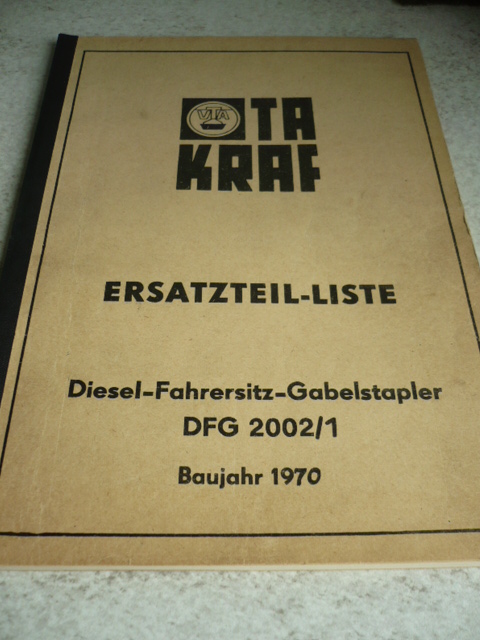 VTA
TA
KRAF
ERSATZTEIL-LISTE
Diesel-Fahrersitz-Gabelstapler
DFG 2002/1
Baujahr 1970